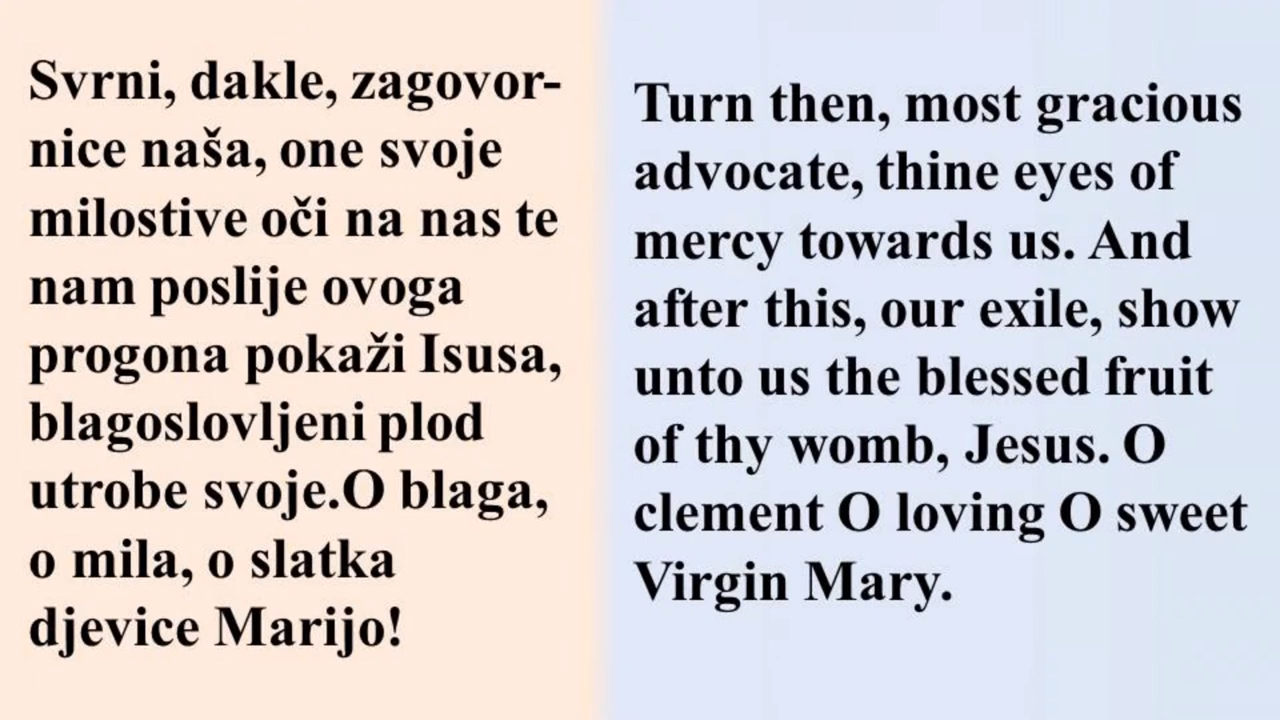 Svrni, dakle, zagovor-
nice naša, one svoje
milostive oči na nas te
nam poslije ovoga
progona pokaži Isusa,
blagoslovljeni plod
utrobe svoje.O blaga,
o mila, o slatka
djevice Marijo!
Turn then, most gracious
advocate, thine eyes of
mercy towards us. And
after this, our exile, show
unto us the blessed fruit
of thy womb, Jesus. O
clement O loving O sweet
Virgin Mary.